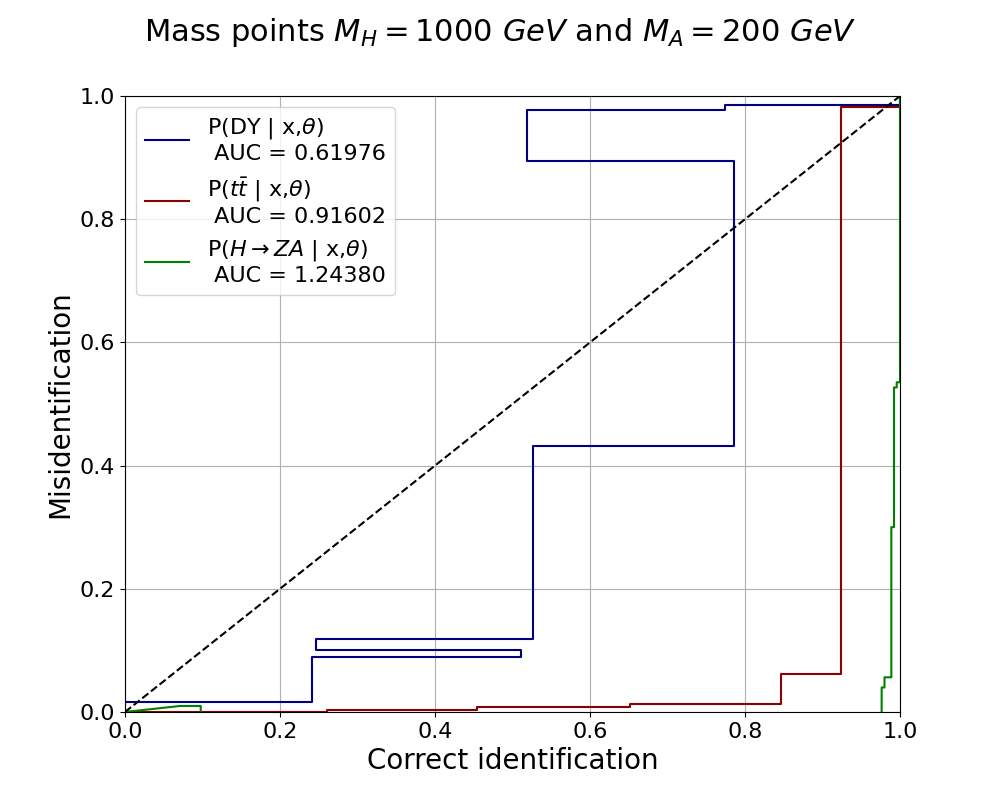 Mass points M_H = 1000 GeV and M_A = 200 GeV
1.0
P(DY | x,θ)
AUC = 0.61976
P(tt̄ | x,θ)
AUC = 0.91602
P(H → ZA | x,θ)
AUC = 1.24380
0.8
0.6
0.4
0.2
0.0
Misidentification
0.0 0.2 0.4 0.6 0.8 1.0
Correct identification